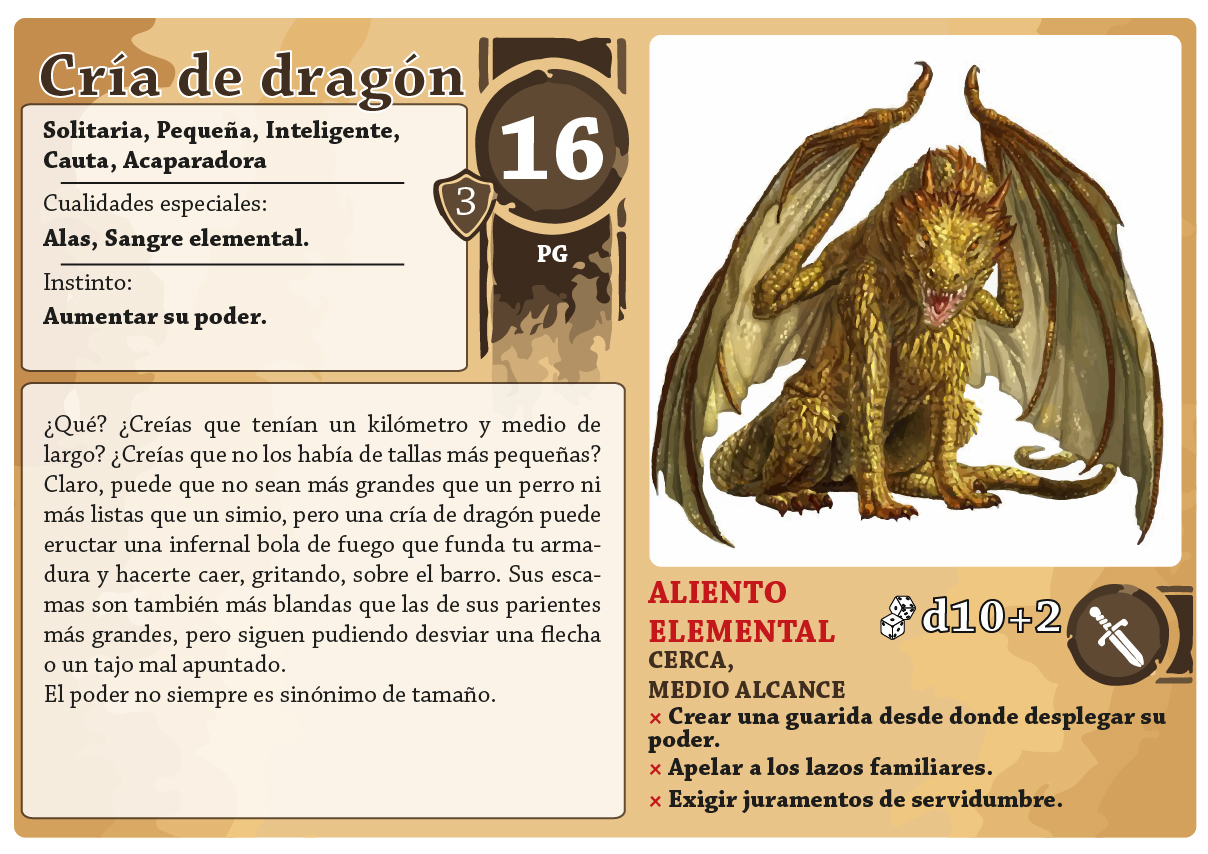 Cría de dragón
Solitaria, Pequeña, Inteligente,
Cauta, Acaparadora
Cualidades especiales:
Alas, Sangre elemental.
Instinto:
Aumentar su poder.
16
3
PG
¿Qué? ¿Creías que tenían un kilómetro y medio de
largo? ¿Creías que no los había de tallas más pequeñas?
Claro, puede que no sean más grandes que un perro ni
más listas que un simio, pero una cría de dragón puede
eructar una infernal bola de fuego que funda tu arma-
dura y hacerte caer, gritando, sobre el barro. Sus esca-
mas son también más blandas que las de sus parientes
más grandes, pero siguen pudiendo desviar una flecha
o un tajo mal apuntado.
El poder no siempre es sinónimo de tamaño.
ALIENTO
ELEMENTAL
d10+2
CERCA,
MEDIO ALCANCE
× Crear una guarida desde donde desplegar su
poder.
× Apelar a los lazos familiares.
× Exigir juramentos de servidumbre.